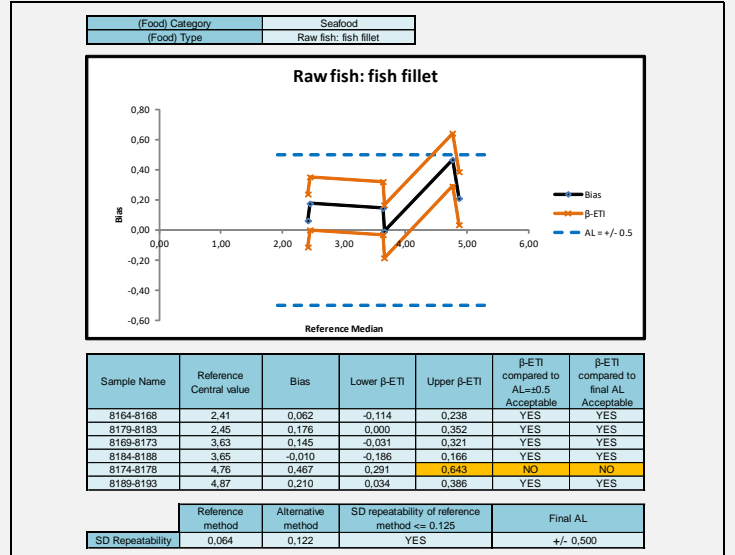 (Food) Category Seafood
(Food) Type Raw fish: fish fillet
Raw fish: fish fillet
0,80
0,60
0,40
0,20
0,00
-0,20
-0,40
-0,60
0,00 1,00 2,00 3,00 4,00 5,00 6,00
Bias
Reference Median
Bias
β-ETI
AL = +/- 0.5
Sample Name Reference Central value Bias Lower β-ETI Upper β-ETI β-ETI compared to AL=±0.5 Acceptable β-ETI compared to final AL Acceptable
8164-8168 2,41 0,062 -0,114 0,238 YES YES
8179-8183 2,45 0,176 0,000 0,352 YES YES
8169-8173 3,63 0,145 -0,031 0,321 YES YES
8184-8188 3,65 -0,010 -0,186 0,166 YES YES
8174-8178 4,76 0,467 0,291 0,643 NO NO
8189-8193 4,87 0,210 0,034 0,386 YES YES
Reference method Alternative method SD repeatability of reference method <= 0.125 Final AL
SD Repeatability 0,064 0,122 YES +/- 0,500